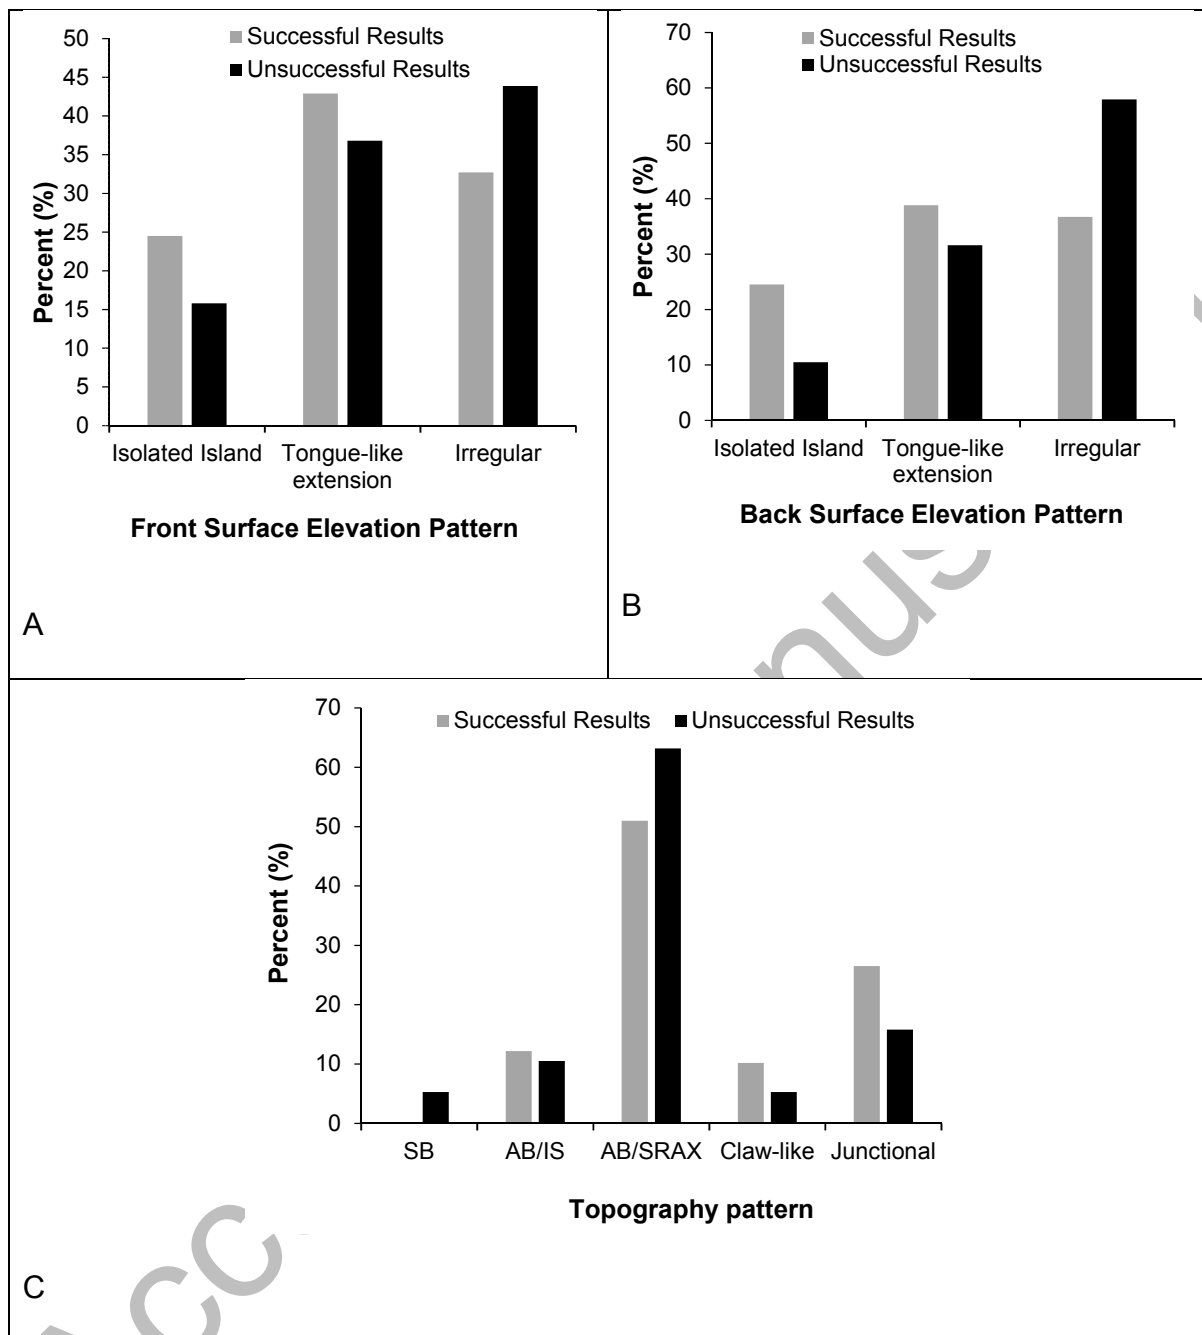 50
45
40
35
30
25
20
15
10
5
0
Percent (%)
Successful Results
Unsuccessful Results
Isolated Island
Tongue-like
extension
Irregular
Front Surface Elevation Pattern
A
70
60
50
40
30
20
10
0
Percent (%)
Successful Results
Unsuccessful Results
Isolated Island
Tongue-like
extension
Irregular
Back Surface Elevation Pattern
B
70
60
50
40
30
20
10
0
Percent (%)
Successful Results
Unsuccessful Results
SB
AB/IS
AB/SRAX
Claw-like
Junctional
Topography pattern
C